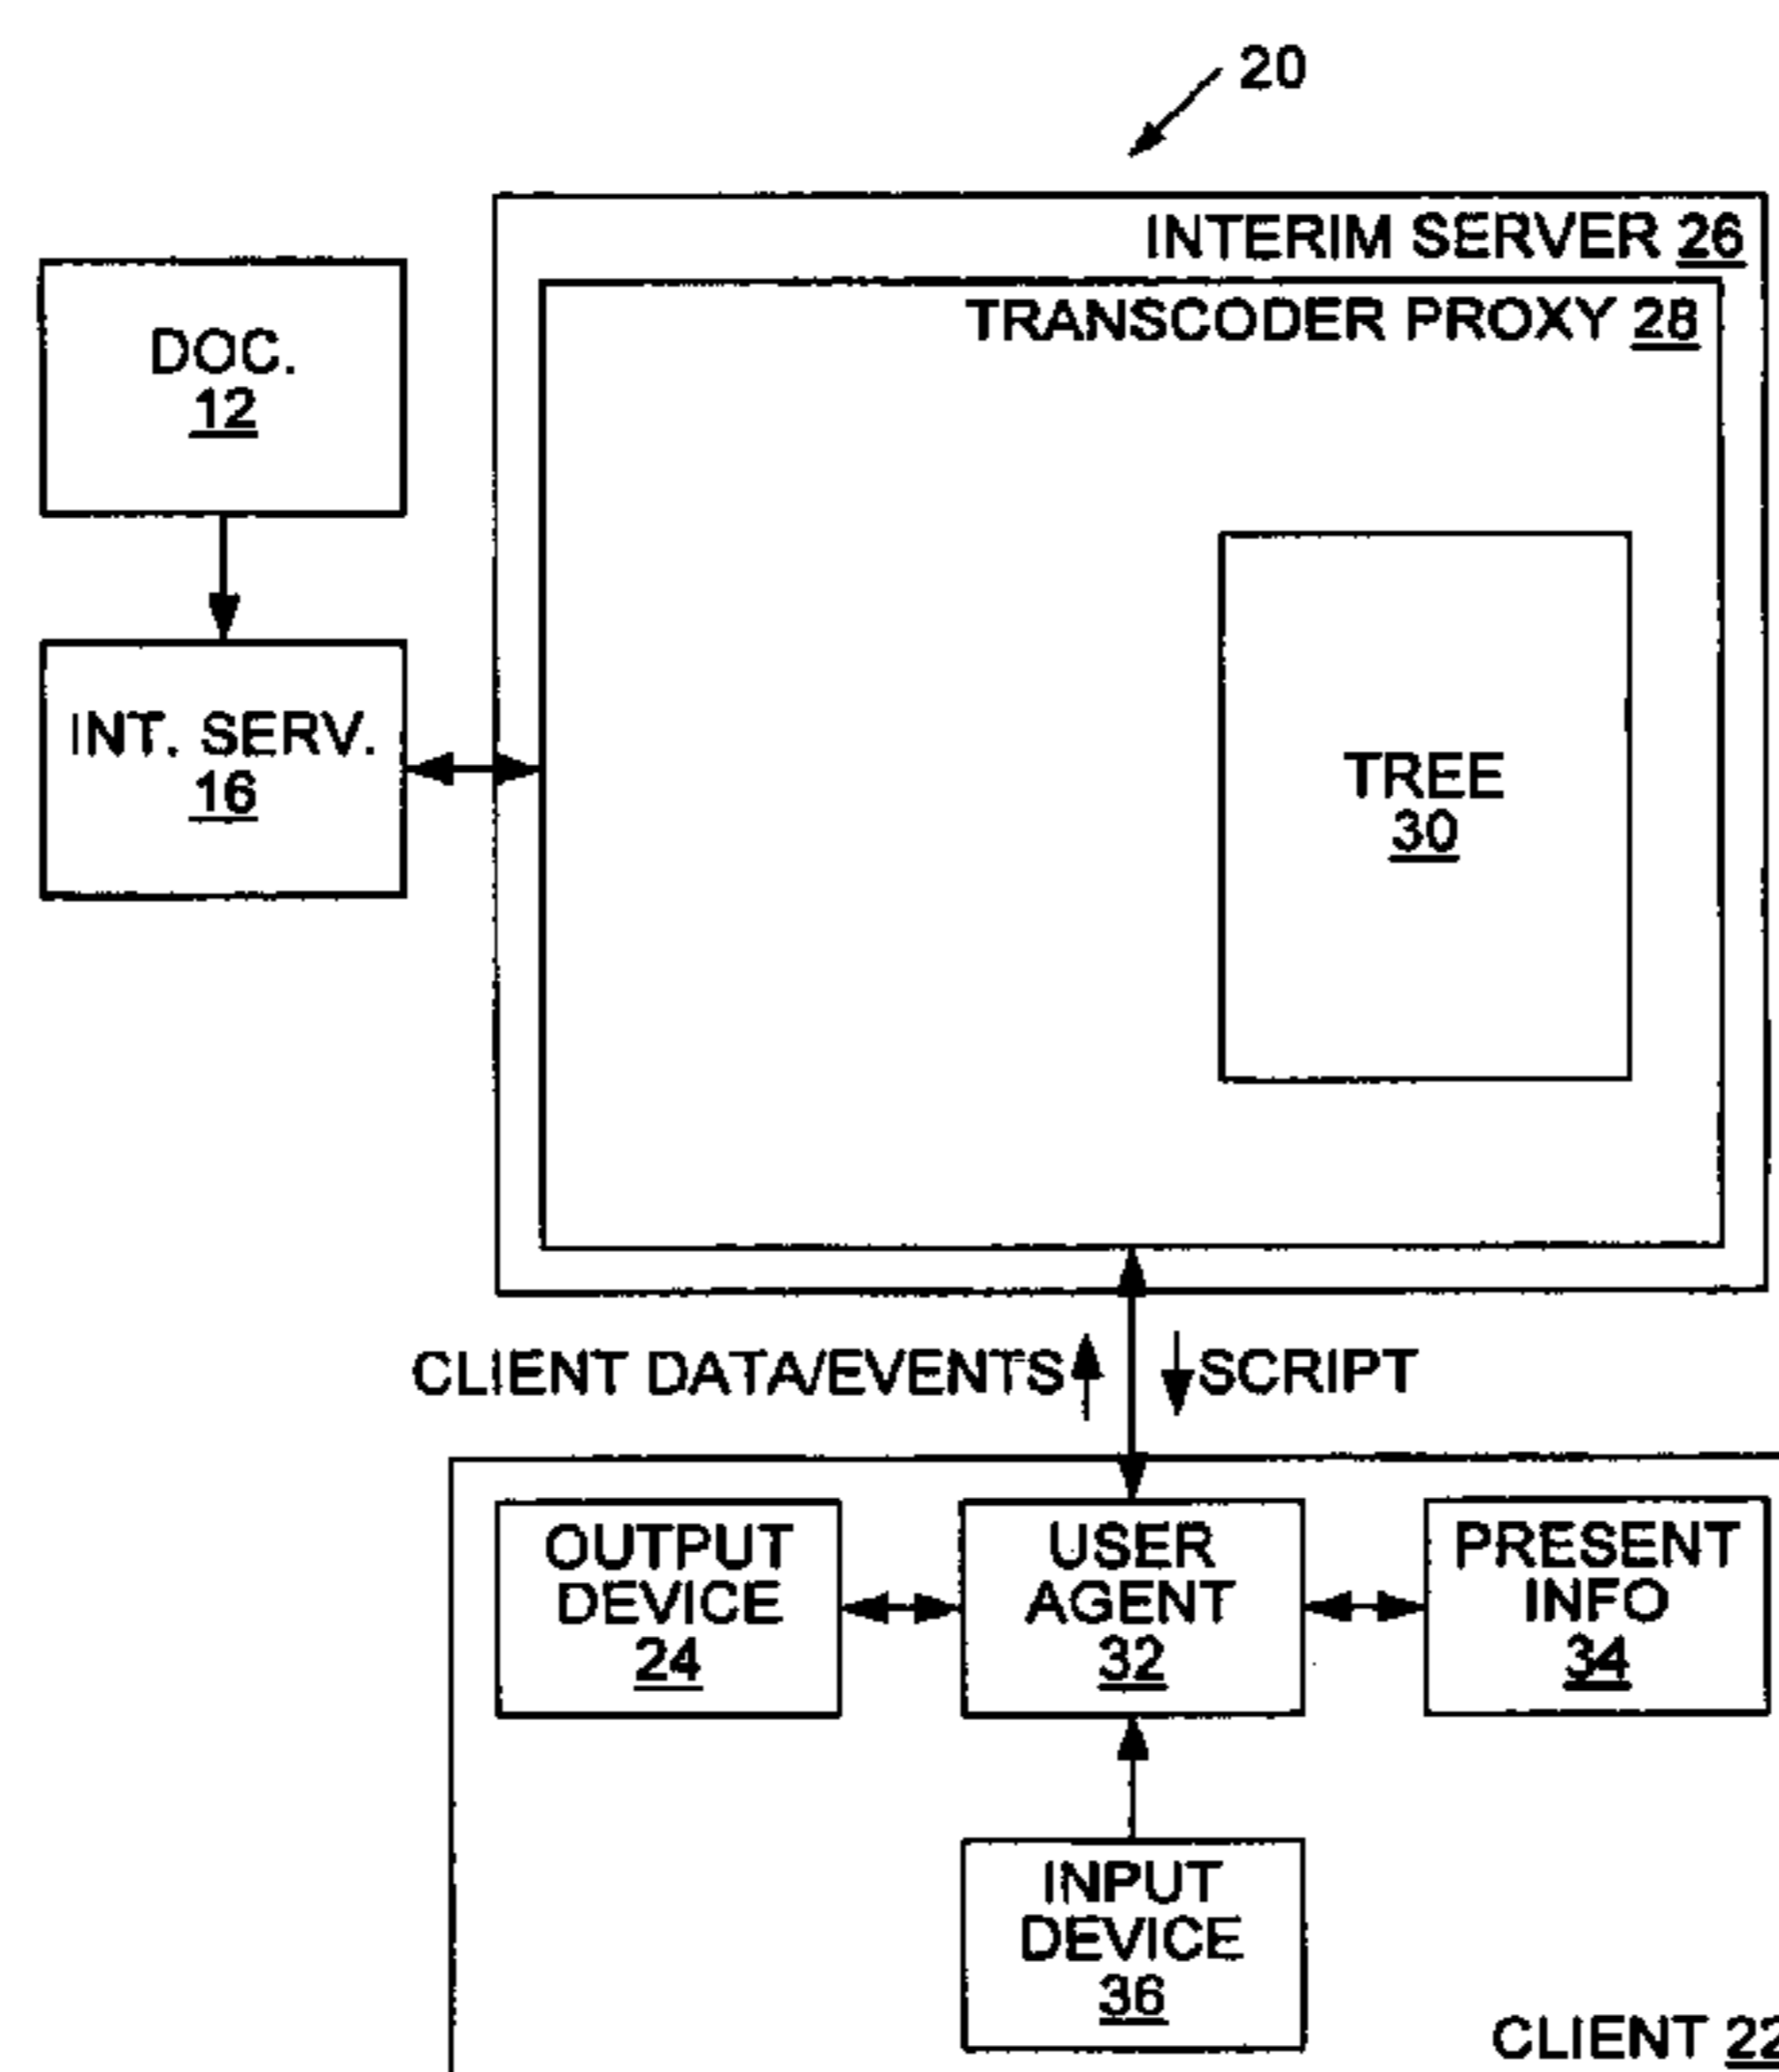 20
INTERIM SERVER 26
TRANSCODER PROXY 28
DOC.
12
INT. SERV.
16
TREE
30
CLIENT DATA/EVENTS
SCRIPT
OUTPUT
DEVICE
24
USER
AGENT
32
PRESENT
INFO
34
INPUT
DEVICE
36
CLIENT 22